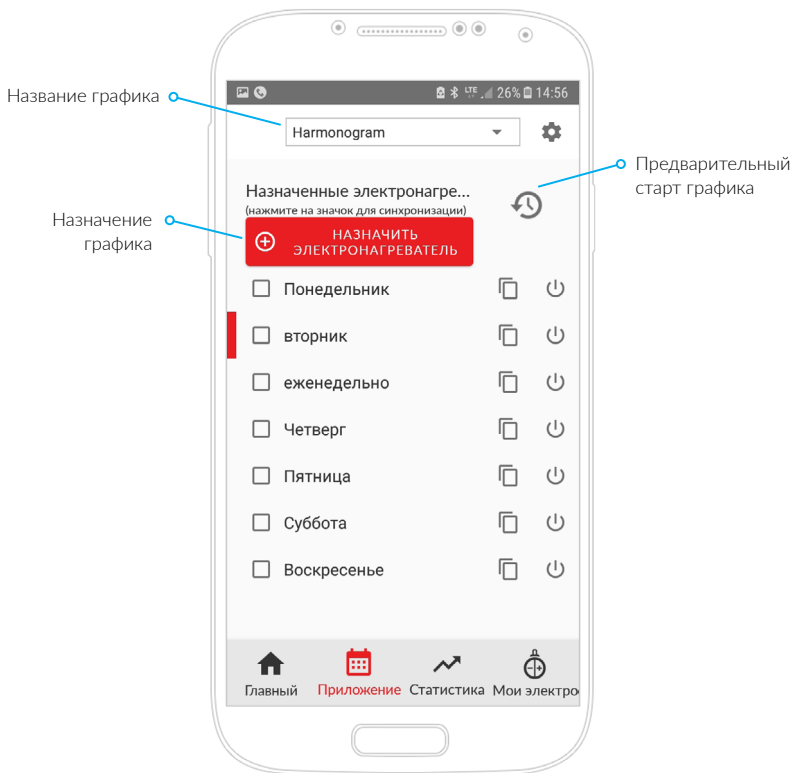 Название графика
LTE 26% 14:56
Harmonogram
Предварительный
старт графика
Назначенные электронагре...
(нажмите на значок для синхронизации)
Назначение
графика
НАЗНАЧИТЬ
ЭЛЕКТРОНАГРЕВАТЕЛЬ
Понедельник
вторник
еженедельно
Четверг
Пятница
Суббота
Воскресенье
Главный Приложение Статистика Мои электро